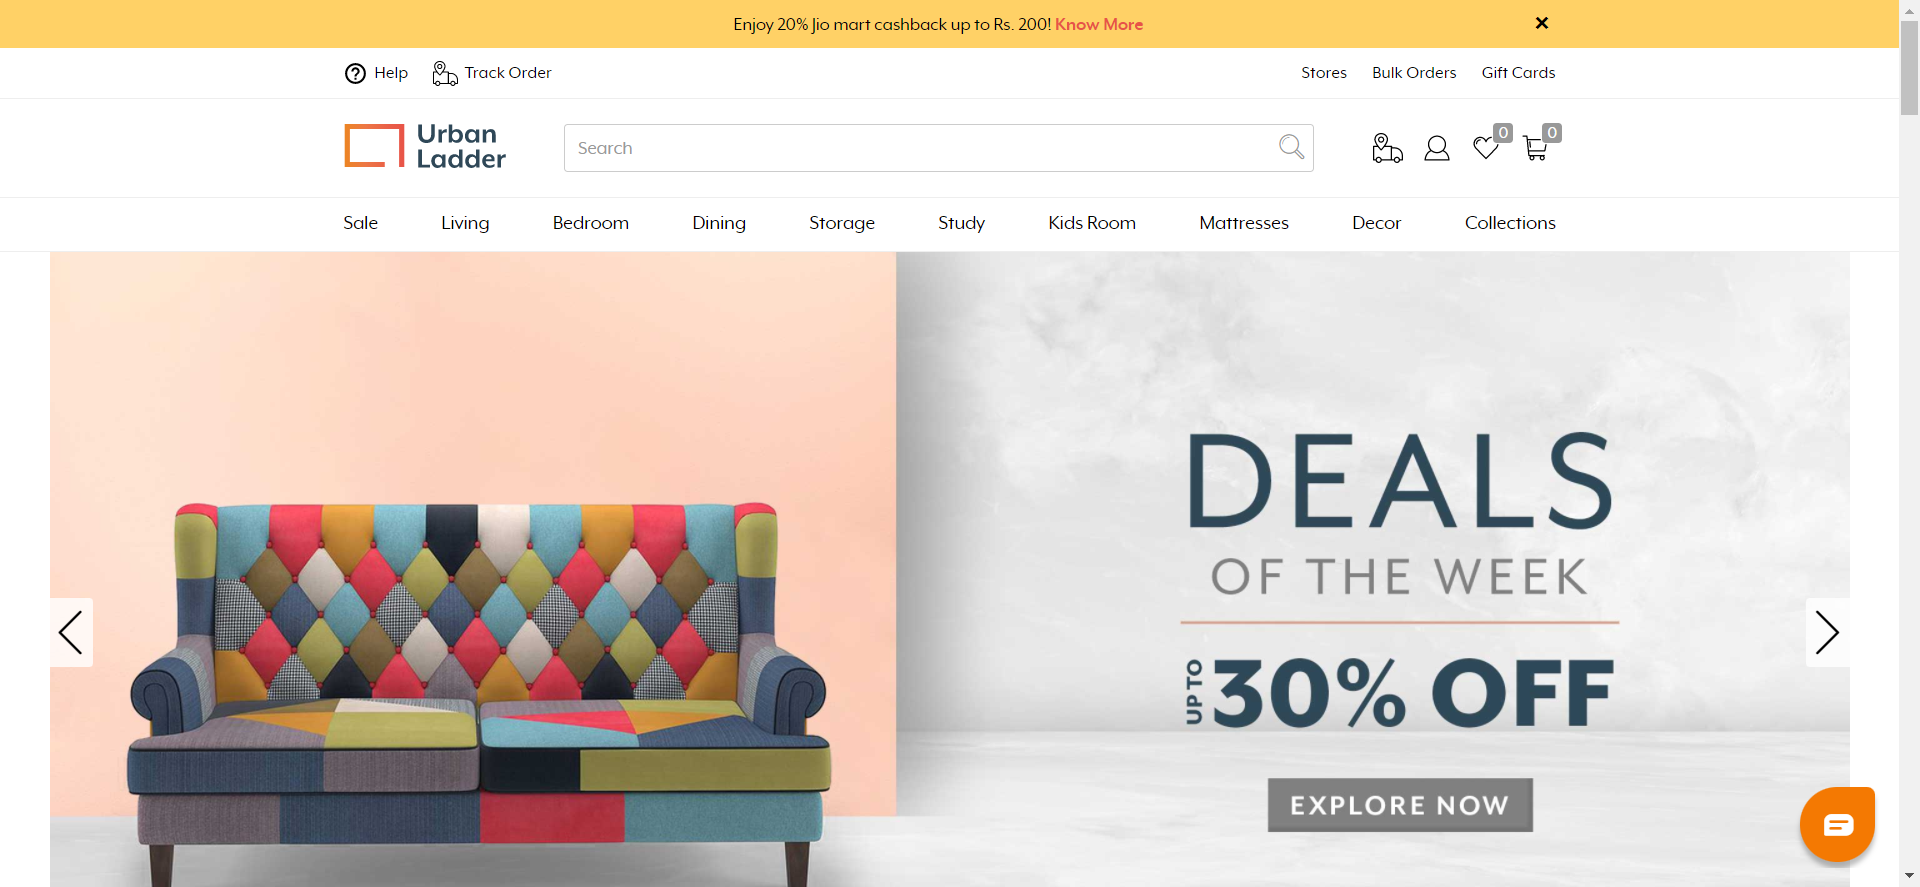 Enjoy 20% Jio mart cashback up to Rs. 200! Know More
Help
Track Order
Stores
Bulk Orders
Gift Cards
Urban
Ladder
Search
0
0
Sale
Living
Bedroom
Dining
Storage
Study
Kids Room
Mattresses
Decor
Collections
DEALS
OF THE WEEK
UP TO 30% OFF
EXPLORE NOW